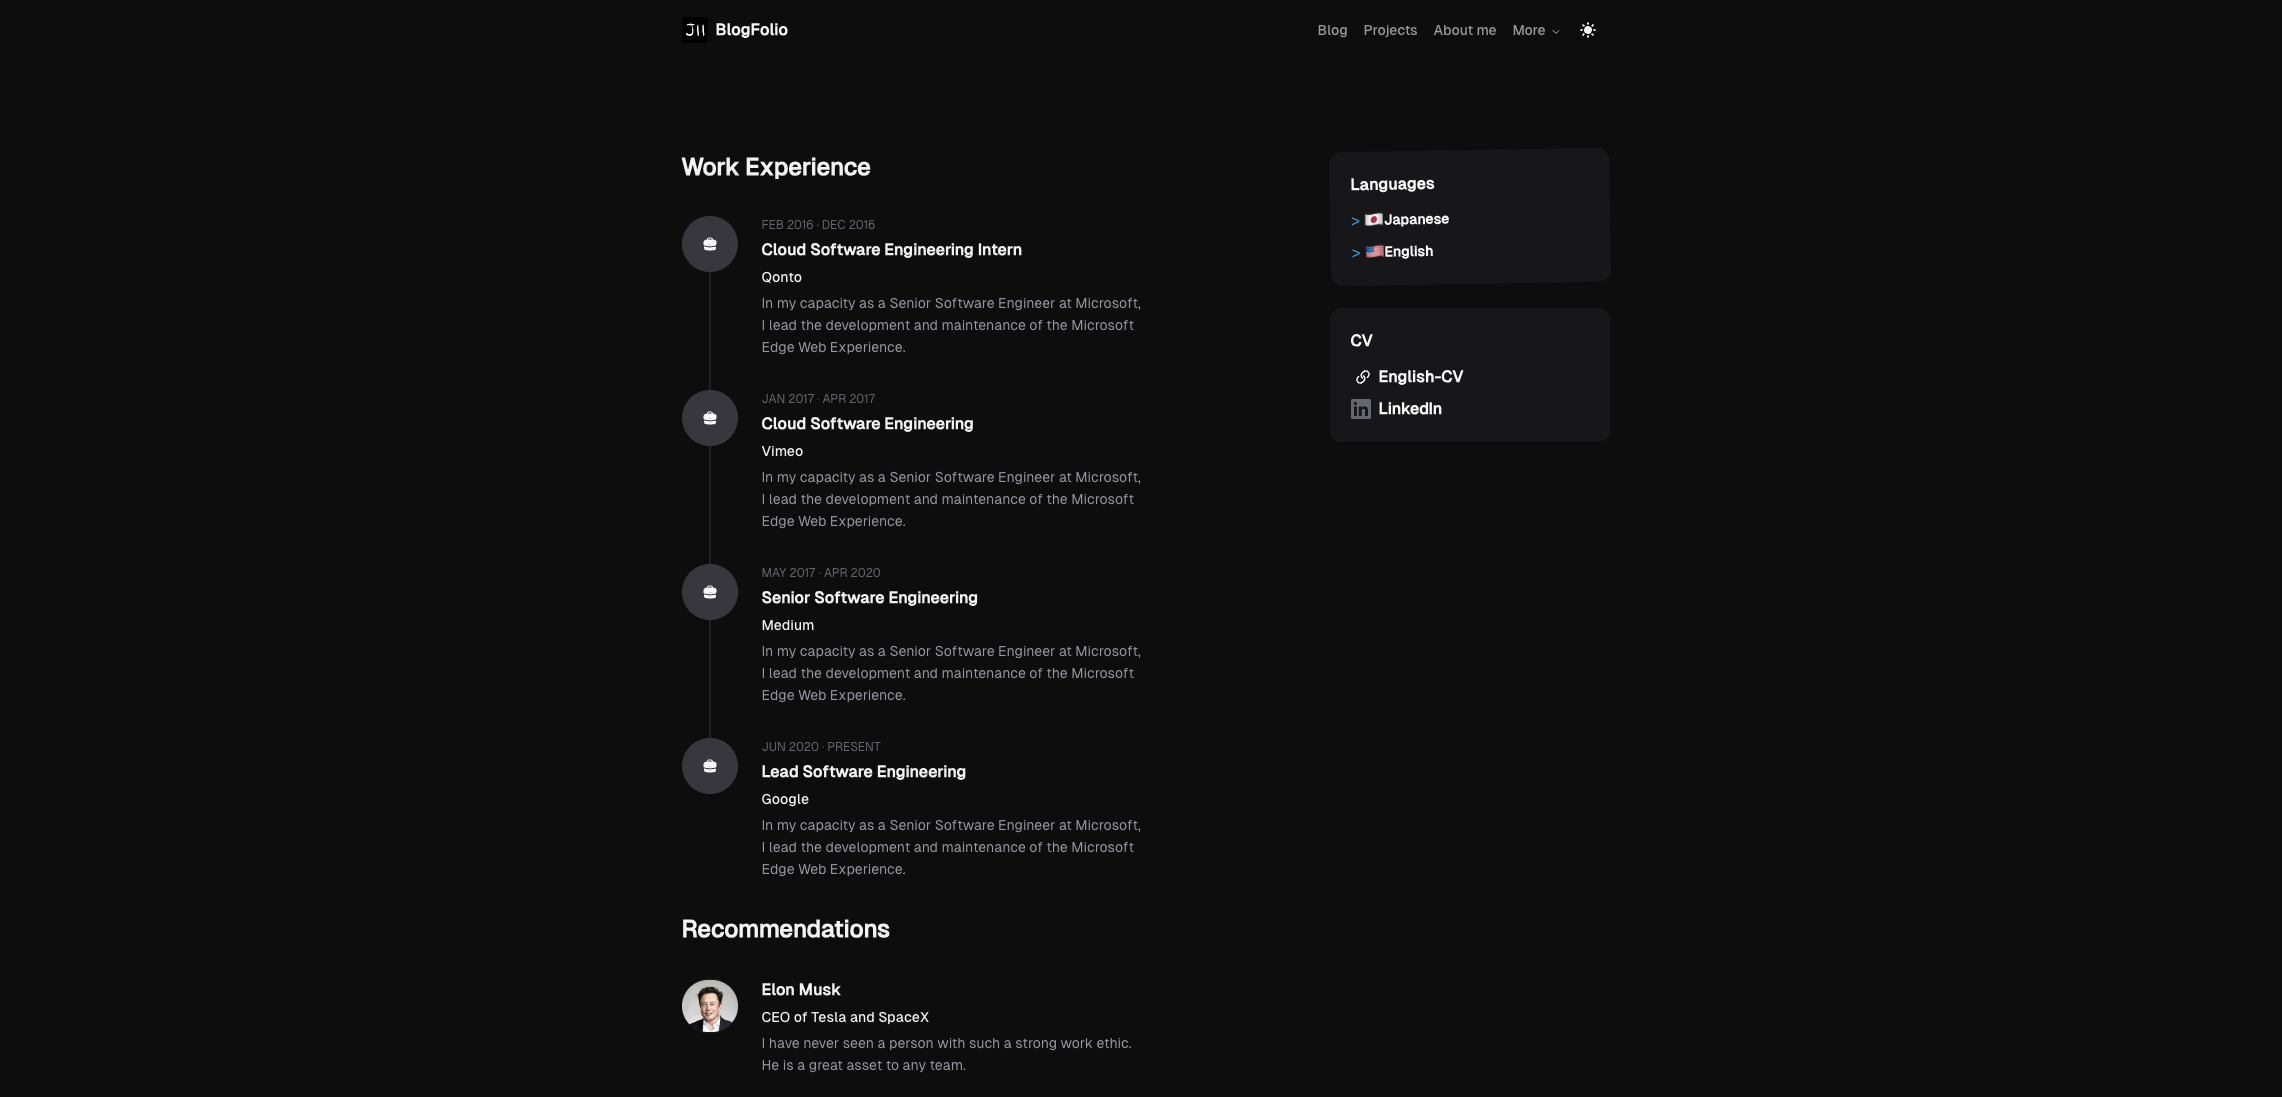 BlogFolio
Blog Projects About me More
Work Experience
FEB 2016 · DEC 2016
Cloud Software Engineering Intern
Qonto
In my capacity as a Senior Software Engineer at Microsoft,
I lead the development and maintenance of the Microsoft
Edge Web Experience.
JAN 2017 · APR 2017
Cloud Software Engineering
Vimeo
In my capacity as a Senior Software Engineer at Microsoft,
I lead the development and maintenance of the Microsoft
Edge Web Experience.
MAY 2017 · APR 2020
Senior Software Engineering
Medium
In my capacity as a Senior Software Engineer at Microsoft,
I lead the development and maintenance of the Microsoft
Edge Web Experience.
JUN 2020 · PRESENT
Lead Software Engineering
Google
In my capacity as a Senior Software Engineer at Microsoft,
I lead the development and maintenance of the Microsoft
Edge Web Experience.
Recommendations
Elon Musk
CEO of Tesla and SpaceX
I have never seen a person with such a strong work ethic.
He is a great asset to any team.
Languages
> 🇯🇵Japanese
> 🇺🇸English
CV
English-CV
LinkedIn